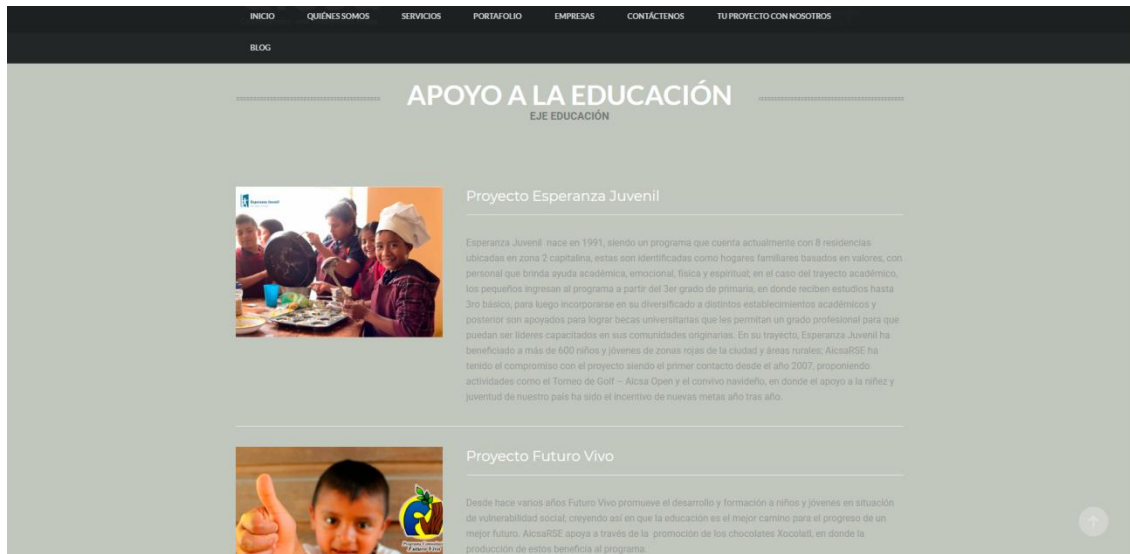 INICIO QUIÉNES SOMOS SERVICIOS PORTAFOLIO EMPRESAS CONTÁCTENOS TU PROYECTO CON NOSOTROS
BLOG
APOYO A LA EDUCACIÓN
EJE EDUCACIÓN
Esperanza Juvenil
Proyecto Esperanza Juvenil
Esperanza Juvenil nace en 1991, siendo un programa que cuenta actualmente con 8 residencias
ubicadas en zona 2 capitalina, estas son identificadas como hogares familiares basados en valores, con
personal que brinda ayuda académica, emocional, física y espiritual, en el caso del trayecto académico,
los pequeños ingresan al programa a partir del 3er grado de primaria, en donde reciben estudios hasta
3ro básico, para luego incorporarse en su diversificado a distintos establecimientos académicos y
posterior son apoyados para lograr becas universitarias que les permitan un grado profesional para que
puedan ser líderes capacitados en sus comunidades originarias. En su trayecto, Esperanza Juvenil ha
beneficiado a más de 600 niños y jóvenes de zonas rojas de la ciudad y áreas rurales; AicsaRSE ha
tenido el compromiso con el proyecto siendo el primer contacto desde el año 2007, proponiendo
actividades como el Torneo de Golf – Aicsa Open y el convivo navideño, en donde el apoyo a la niñez y
juventud de nuestro país ha sido el incentivo de nuevas metas año tras año.
Proyecto Futuro Vivo
Desde hace varios años Futuro Vivo promueve el desarrollo y formación a niños y jóvenes en situación
de vulnerabilidad social; creyendo así en que la educación es el mejor camino para el progreso de un
mejor futuro. AicsaRSE apoya a través de la promoción de los chocolates Xocolatl, en donde la
producción de estos beneficia al programa.
Futuro Vivo